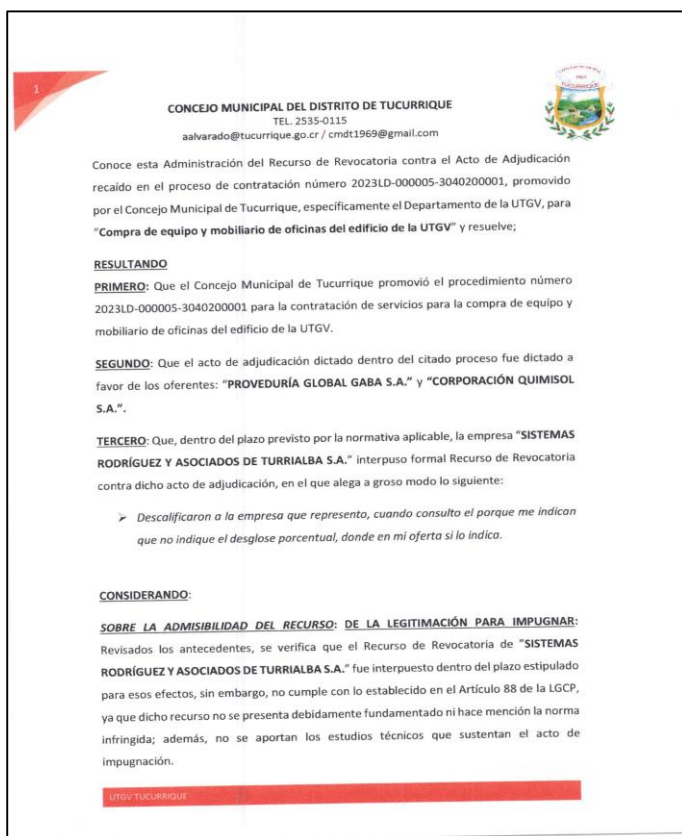 1
CONCEJO MUNICIPAL DEL DISTRITO DE TUCURRIQUE
TEL. 2535-0115
aalvarado@tucurrique.go.cr / cmdt1969@gmail.com
TUCURRIQUE
Conoce esta Administración del Recurso de Revocatoria contra el Acto de Adjudicación
recaído en el proceso de contratación número 2023LD-000005-3040200001, promovido
por el Concejo Municipal de Tucurrique, específicamente el Departamento de la UTGV, para
“Compra de equipo y mobiliario de oficinas del edificio de la UTGV” y resuelve;
RESULTANDO
PRIMERO: Que el Concejo Municipal de Tucurrique promovió el procedimiento número
2023LD-000005-3040200001 para la contratación de servicios para la compra de equipo y
mobiliario de oficinas del edificio de la UTGV.
SEGUNDO: Que el acto de adjudicación dictado dentro del citado proceso fue dictado a
favor de los oferentes: “PROVEDURÍA GLOBAL GABA S.A.” y “CORPORACIÓN QUIMISOL
S.A.”.
TERCERO: Que, dentro del plazo previsto por la normativa aplicable, la empresa “SISTEMAS
RODRÍGUEZ Y ASOCIADOS DE TURRIALBA S.A.” interpuso formal Recurso de Revocatoria
contra dicho acto de adjudicación, en el que alega a groso modo lo siguiente:
➢ Descalificaron a la empresa que represento, cuando consulto el porque me indican
que no indique el desglose porcentual, donde en mi oferta si lo indica.
CONSIDERANDO:
SOBRE LA ADMISIBILIDAD DEL RECURSO: DE LA LEGITIMACIÓN PARA IMPUGNAR:
Revisados los antecedentes, se verifica que el Recurso de Revocatoria de “SISTEMAS
RODRÍGUEZ Y ASOCIADOS DE TURRIALBA S.A.” fue interpuesto dentro del plazo estipulado
para esos efectos, sin embargo, no cumple con lo establecido en el Artículo 88 de la LGCP,
ya que dicho recurso no se presenta debidamente fundamentado ni hace mención la norma
infringida; además, no se aportan los estudios técnicos que sustentan el acto de
impugnación.
UTGV TUCURRIQUE